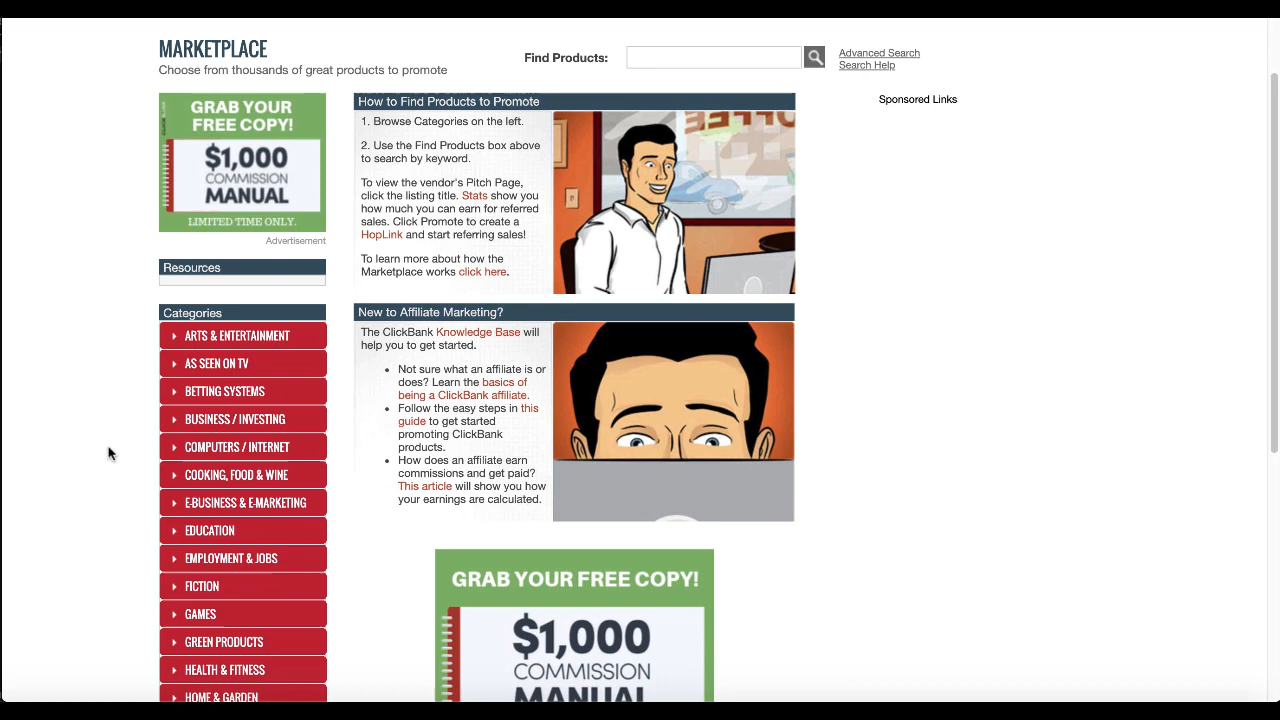 MARKETPLACE
Choose from thousands of great products to promote
Find Products:
Advanced Search
Search Help
GRAB YOUR
FREE COPY!
$1,000
COMMISSION
MANUAL
LIMITED TIME ONLY.
Advertisement
Resources
Categories
ARTS & ENTERTAINMENT
AS SEEN ON TV
BETTING SYSTEMS
BUSINESS / INVESTING
COMPUTERS / INTERNET
COOKING, FOOD & WINE
E-BUSINESS & E-MARKETING
EDUCATION
EMPLOYMENT & JOBS
FICTION
GAMES
GREEN PRODUCTS
HEALTH & FITNESS
HOME & GARDEN
How to Find Products to Promote
1. Browse Categories on the left.
2. Use the Find Products box above
to search by keyword.
To view the vendor's Pitch Page,
click the listing title. Stats show you
how much you can earn for referred
sales. Click Promote to create a
HopLink and start referring sales!
To learn more about how the
Marketplace works click here.
New to Affiliate Marketing?
The ClickBank Knowledge Base will
help you to get started.
• Not sure what an affiliate is or
does? Learn the basics of
being a ClickBank affiliate.
• Follow the easy steps in this
guide to get started
promoting ClickBank
products.
• How does an affiliate earn
commissions and get paid?
This article will show you how
your earnings are calculated.
GRAB YOUR FREE COPY!
$1,000
COMMISSION
MANUAL
Sponsored Links